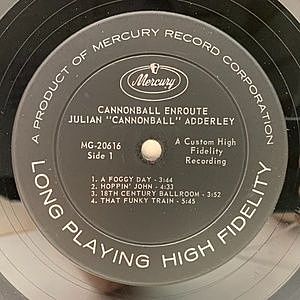 A PRODUCT OF MERCURY RECORD CORPORATION
Mercury
CANNONBALL ENROUTE
JULIAN "CANNONBALL" ADDERLEY
MG-20616
Side 1
A Custom High
Fidelity
Recording
1. A FOGGY DAY - 3:44
2. HOPPIN' JOHN - 4:33
3. 18TH CENTURY BALLROOM - 3:52
4. THAT FUNKY TRAIN - 5:45
LONG PLAYING HIGH FIDELITY